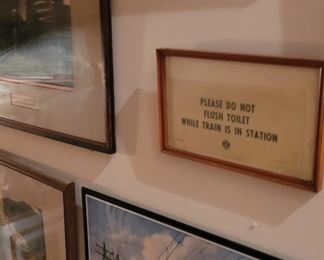 PLEASE DO NOT
FLUSH TOILET
WHILE TRAIN IS IN STATION